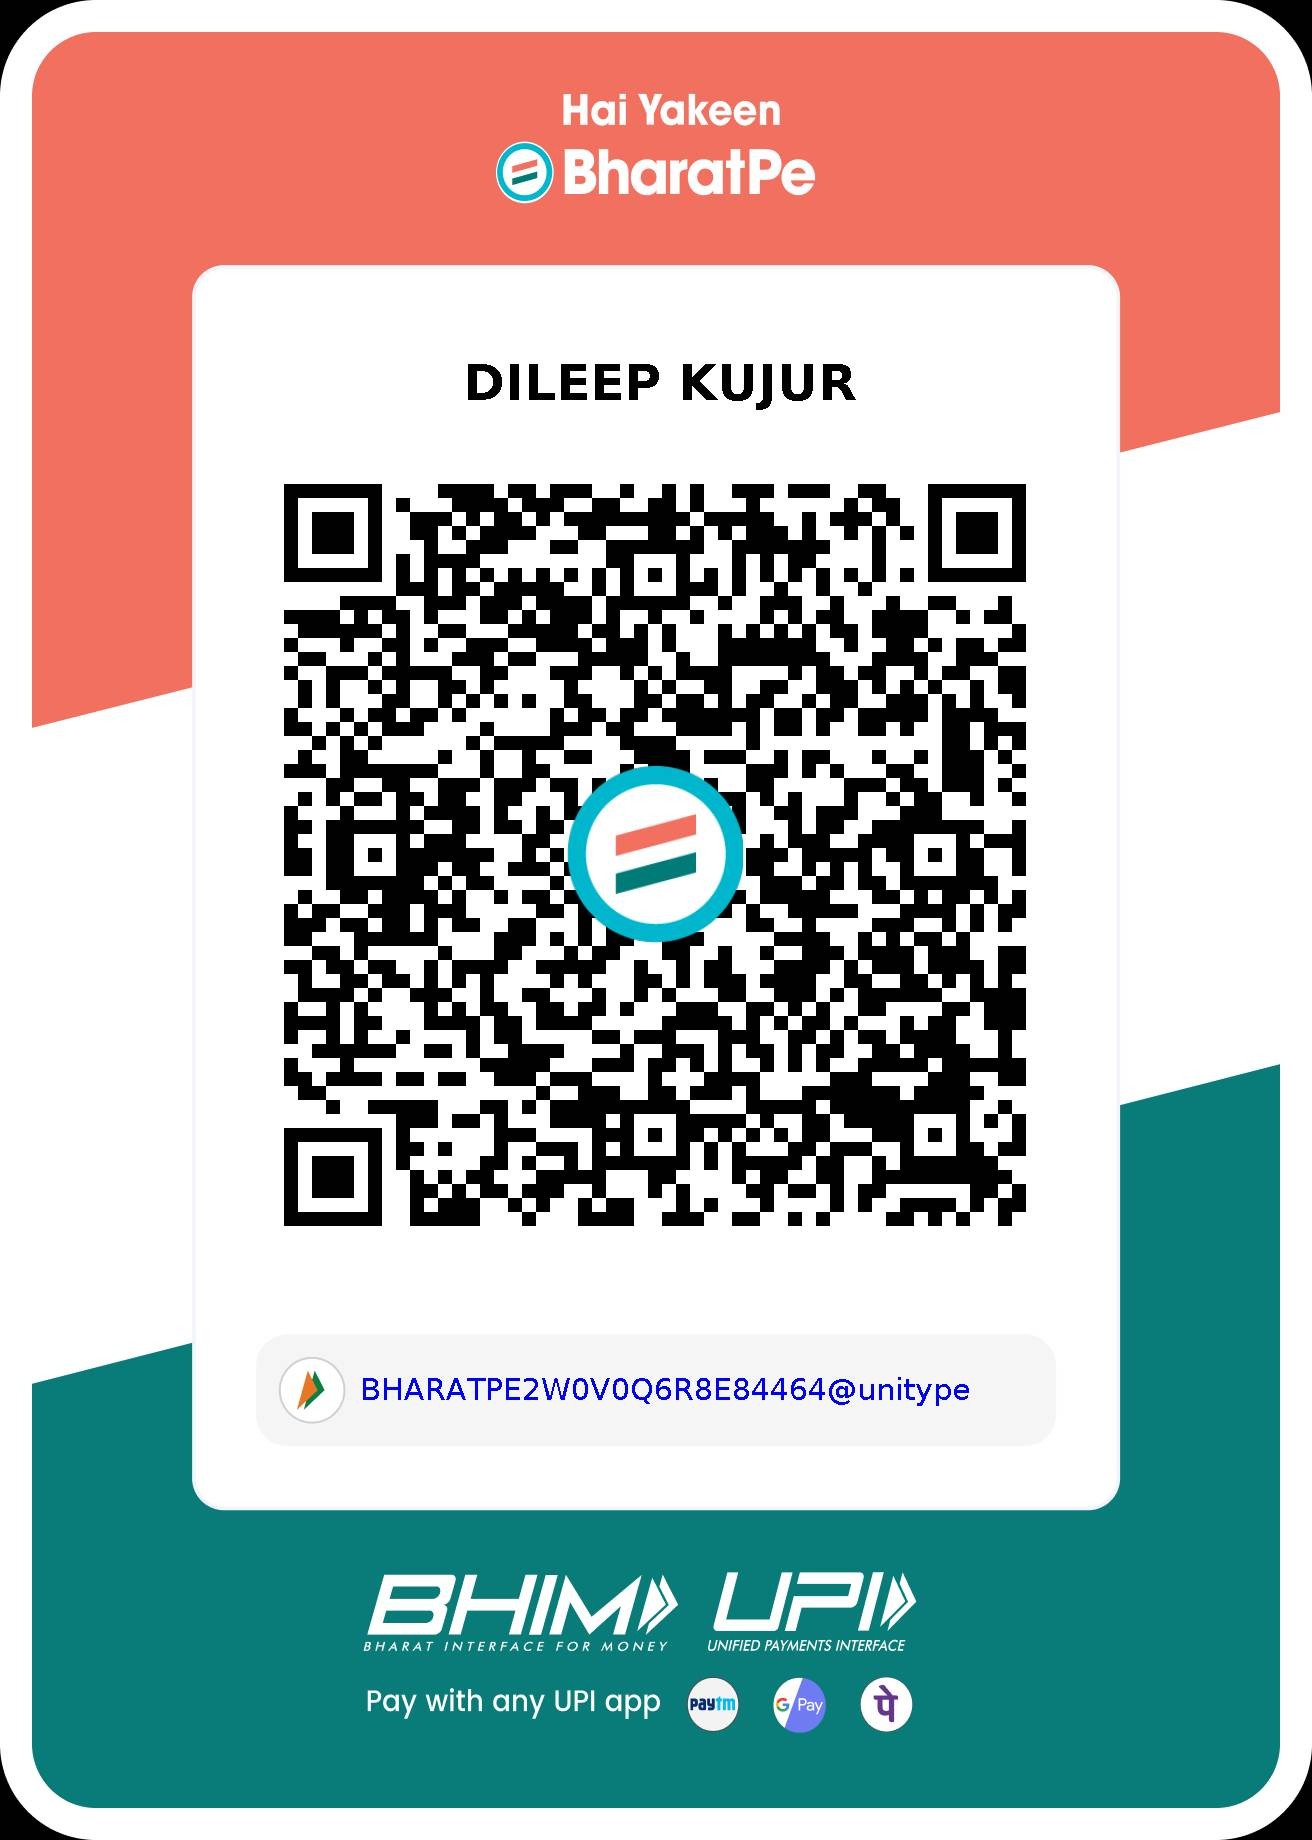 Hai Yakeen
BharatPe
DILEEP KUJUR
BHARATPE2W0V0Q6R8E84464@unitype
BHIM UPI
BHARAT INTERFACE FOR MONEY UNIFIED PAYMENTS INTERFACE
Pay with any UPI app paytm G Pay पे